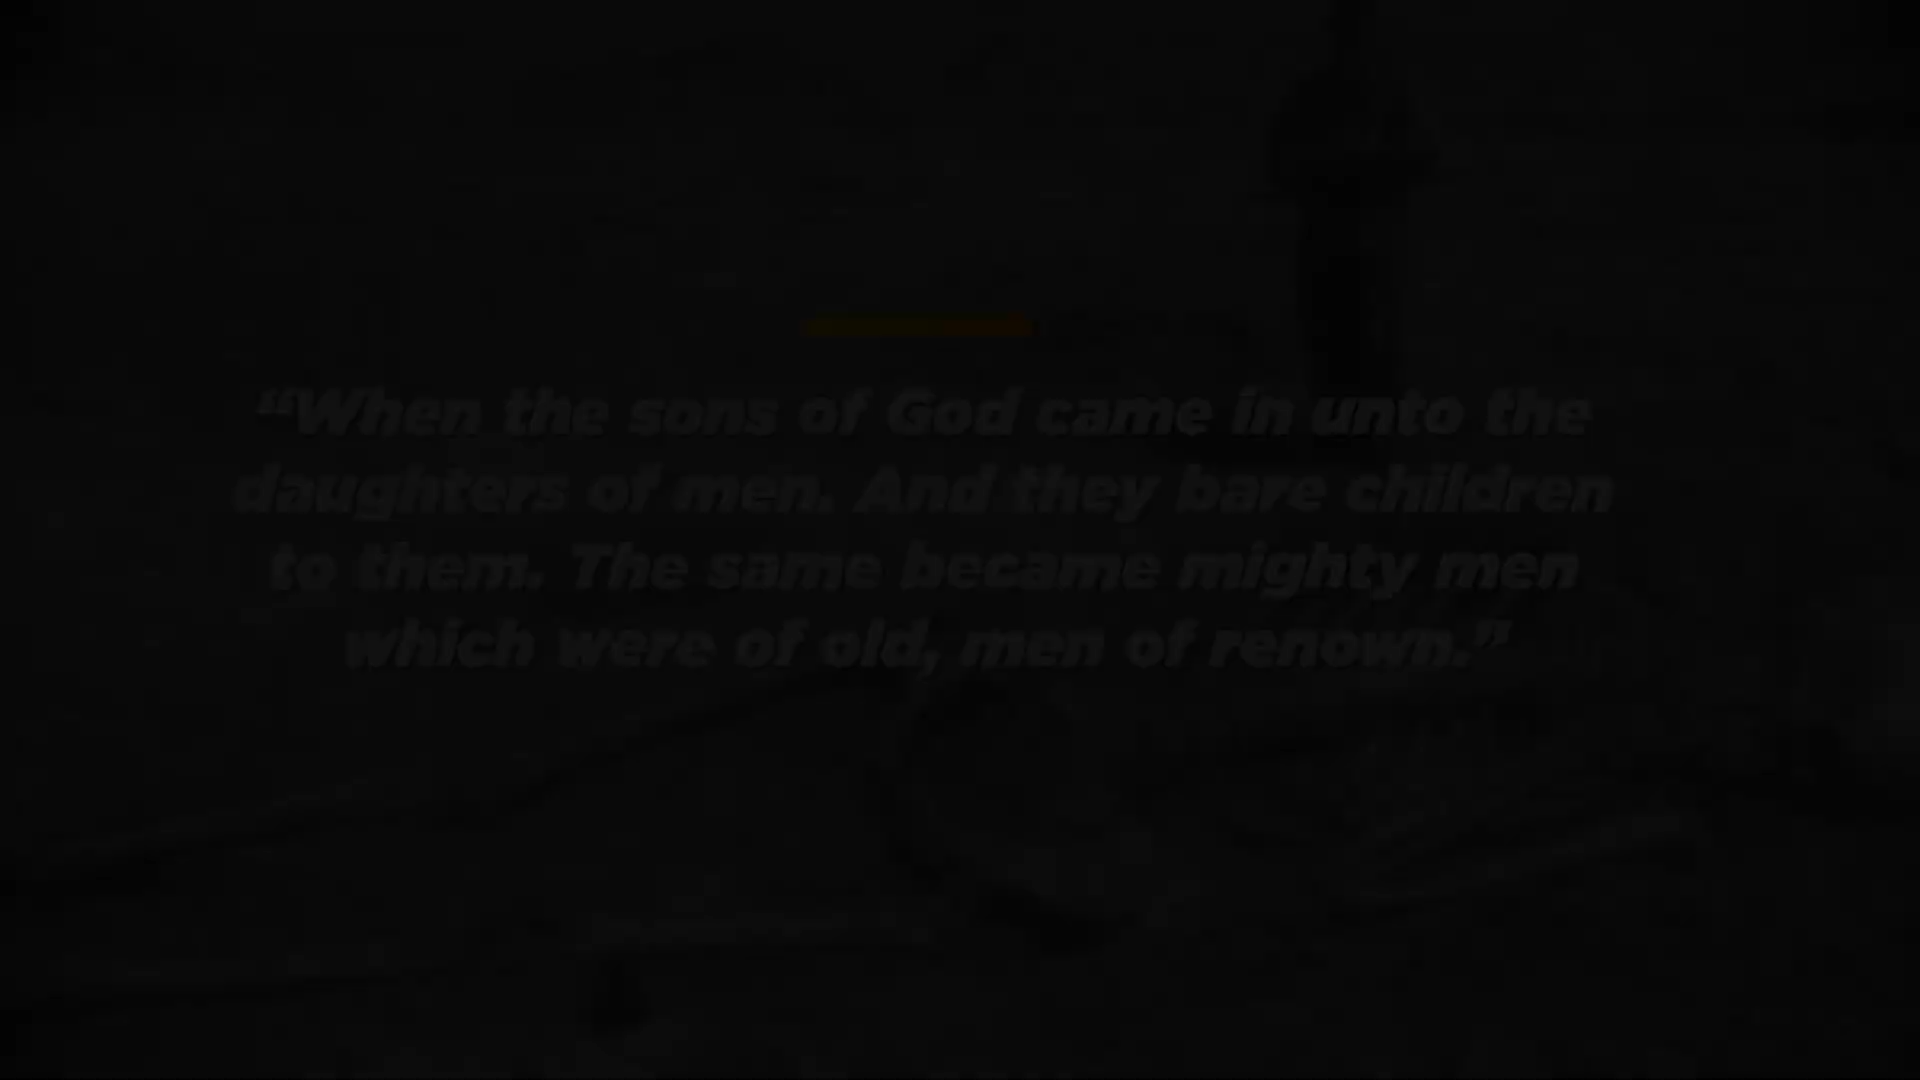 “When the sons of God came in unto the
daughters of men. And they bare children
to them. The same became mighty men
which were of old, men of renown.”